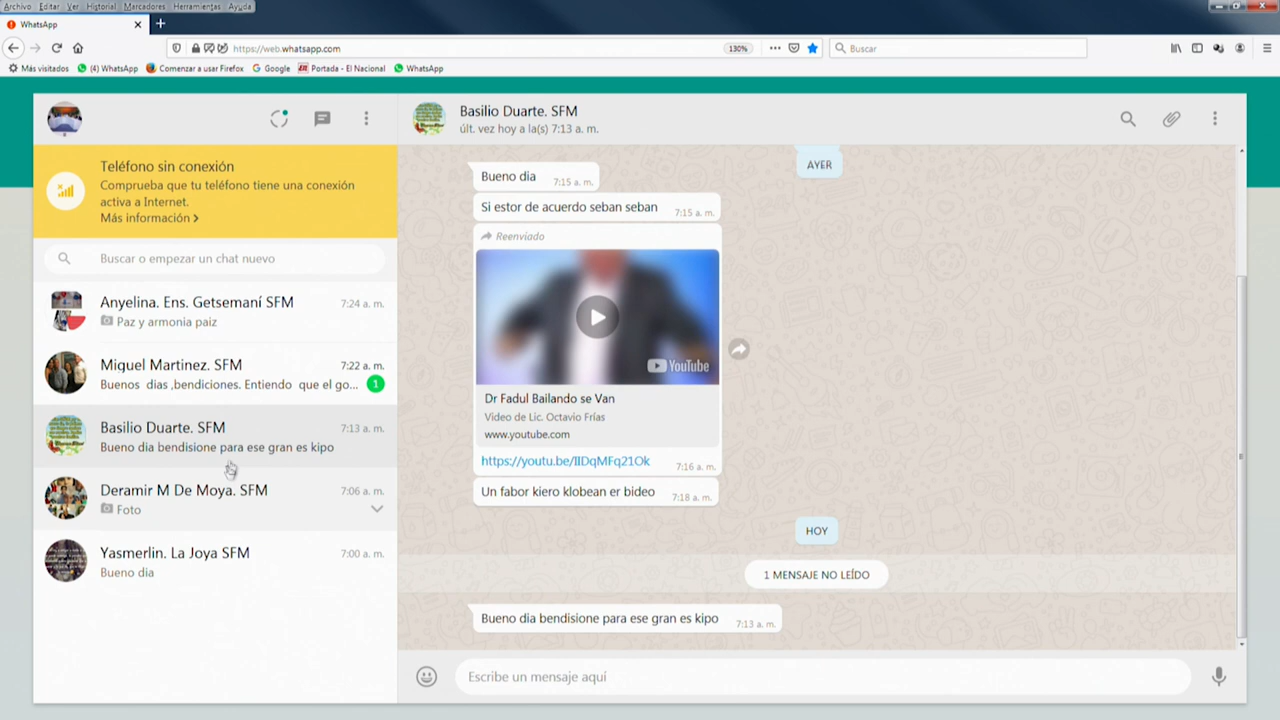 Archivo Editar Ver Historial Marcadores Herramientas Ayuda
WhatsApp
https://web.whatsapp.com
130%
Buscar
Más visitados
(4) WhatsApp
Comenzar a usar Firefox
Google
Portada - El Nacional
WhatsApp
Teléfono sin conexión
Comprueba que tu teléfono tiene una conexión
activa a Internet.
Más información
Buscar o empezar un chat nuevo
Anyelina. Ens. Getsemaní SFM
7:24 a. m.
Paz y armonia paiz
Miguel Martinez. SFM
7:22 a. m.
Buenos dias ,bendiciones. Entiendo que el go...
1
Basilio Duarte. SFM
7:13 a. m.
Bueno dia bendisione para ese gran es kipo
Deramir M De Moya. SFM
7:06 a. m.
Foto
Yasmerlin. La Joya SFM
7:00 a. m.
Bueno dia
Basilio Duarte. SFM
últ. vez hoy a la(s) 7:13 a. m.
AYER
Bueno dia
7:15 a. m.
Si estor de acuerdo seban seban
7:15 a. m.
Reenviado
YouTube
Dr Fadul Bailando se Van
Video de Lic. Octavio Frías
www.youtube.com
https://youtu.be/IIDqMFq21Ok
7:16 a. m.
Un fabor kiero klobean er bideo
7:18 a. m.
HOY
1 MENSAJE NO LEÍDO
Bueno dia bendisione para ese gran es kipo
7:13 a. m.
Escribe un mensaje aquí